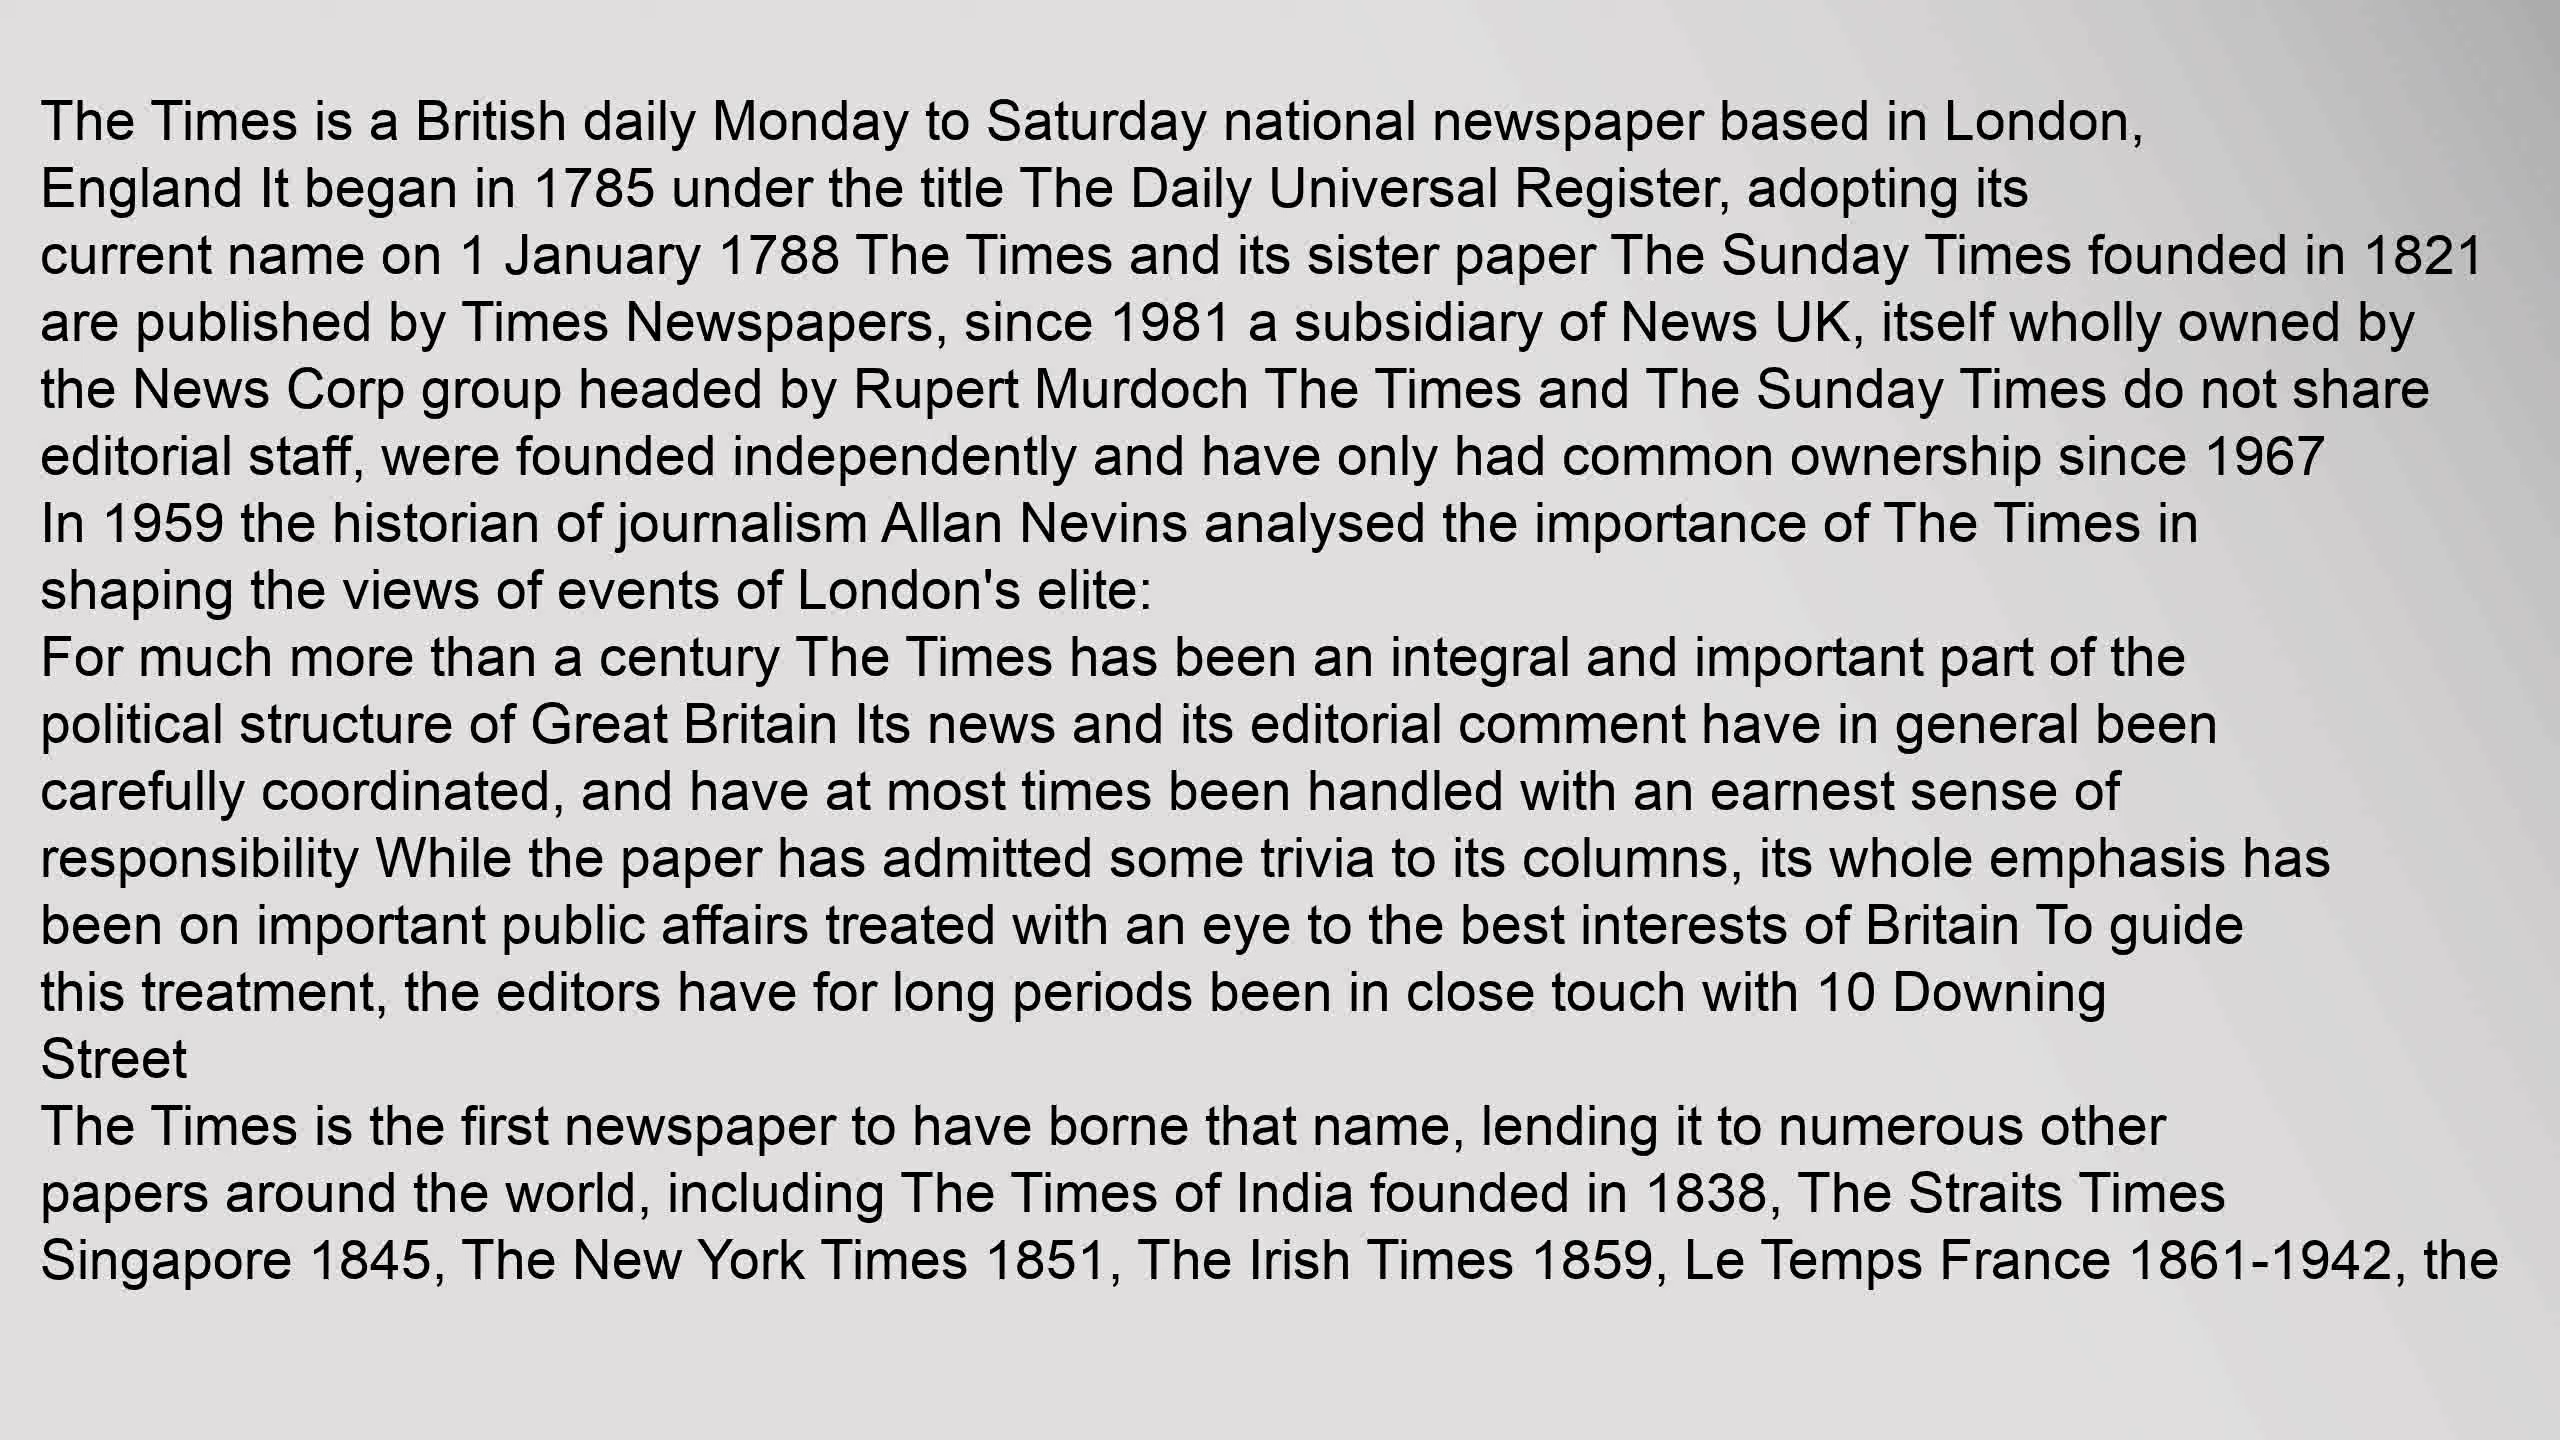 The Times is a British daily Monday to Saturday national newspaper based in London,
England It began in 1785 under the title The Daily Universal Register, adopting its
current name on 1 January 1788 The Times and its sister paper The Sunday Times founded in 1821
are published by Times Newspapers, since 1981 a subsidiary of News UK, itself wholly owned by
the News Corp group headed by Rupert Murdoch The Times and The Sunday Times do not share
editorial staff, were founded independently and have only had common ownership since 1967
In 1959 the historian of journalism Allan Nevins analysed the importance of The Times in
shaping the views of events of London's elite:
For much more than a century The Times has been an integral and important part of the
political structure of Great Britain Its news and its editorial comment have in general been
carefully coordinated, and have at most times been handled with an earnest sense of
responsibility While the paper has admitted some trivia to its columns, its whole emphasis has
been on important public affairs treated with an eye to the best interests of Britain To guide
this treatment, the editors have for long periods been in close touch with 10 Downing
Street
The Times is the first newspaper to have borne that name, lending it to numerous other
papers around the world, including The Times of India founded in 1838, The Straits Times
Singapore 1845, The New York Times 1851, The Irish Times 1859, Le Temps France 1861-1942, the